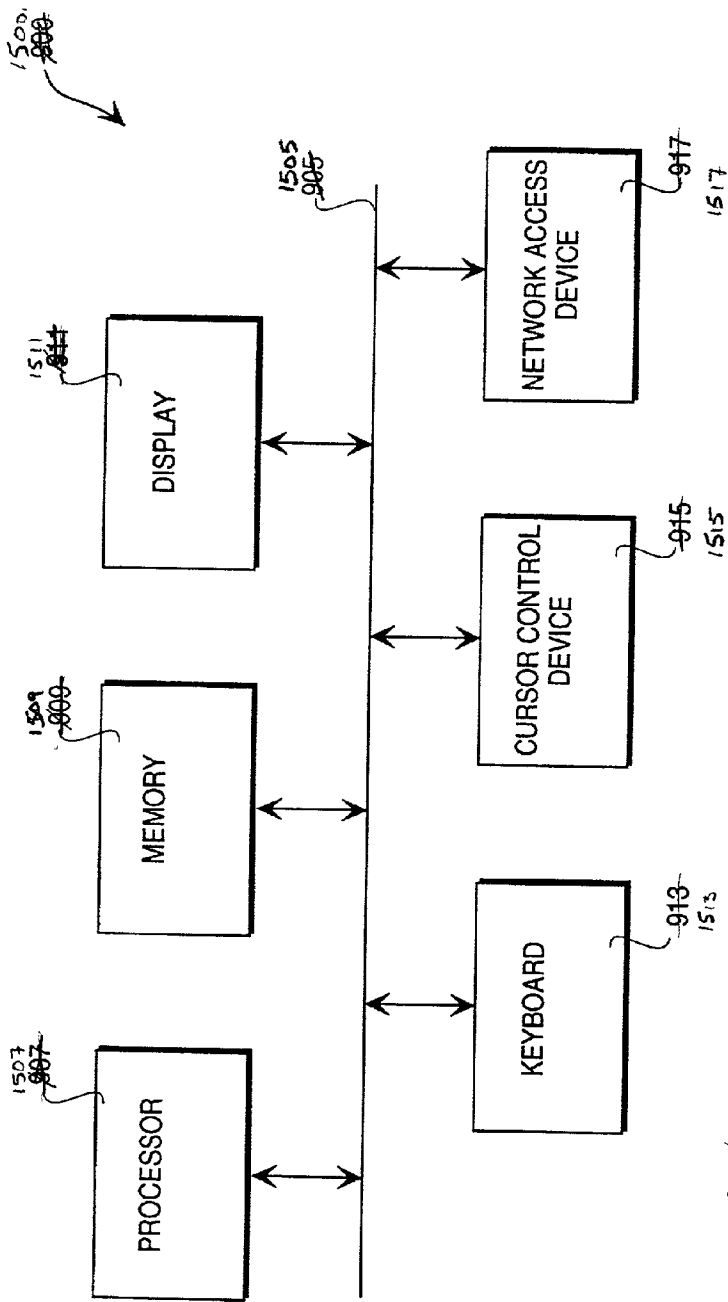 1500
900
1507
907
PROCESSOR
1509
909
MEMORY
1511
911
DISPLAY
1505
905
913
1513
KEYBOARD
915
1515
CURSOR CONTROL
DEVICE
917
1517
NETWORK ACCESS
DEVICE